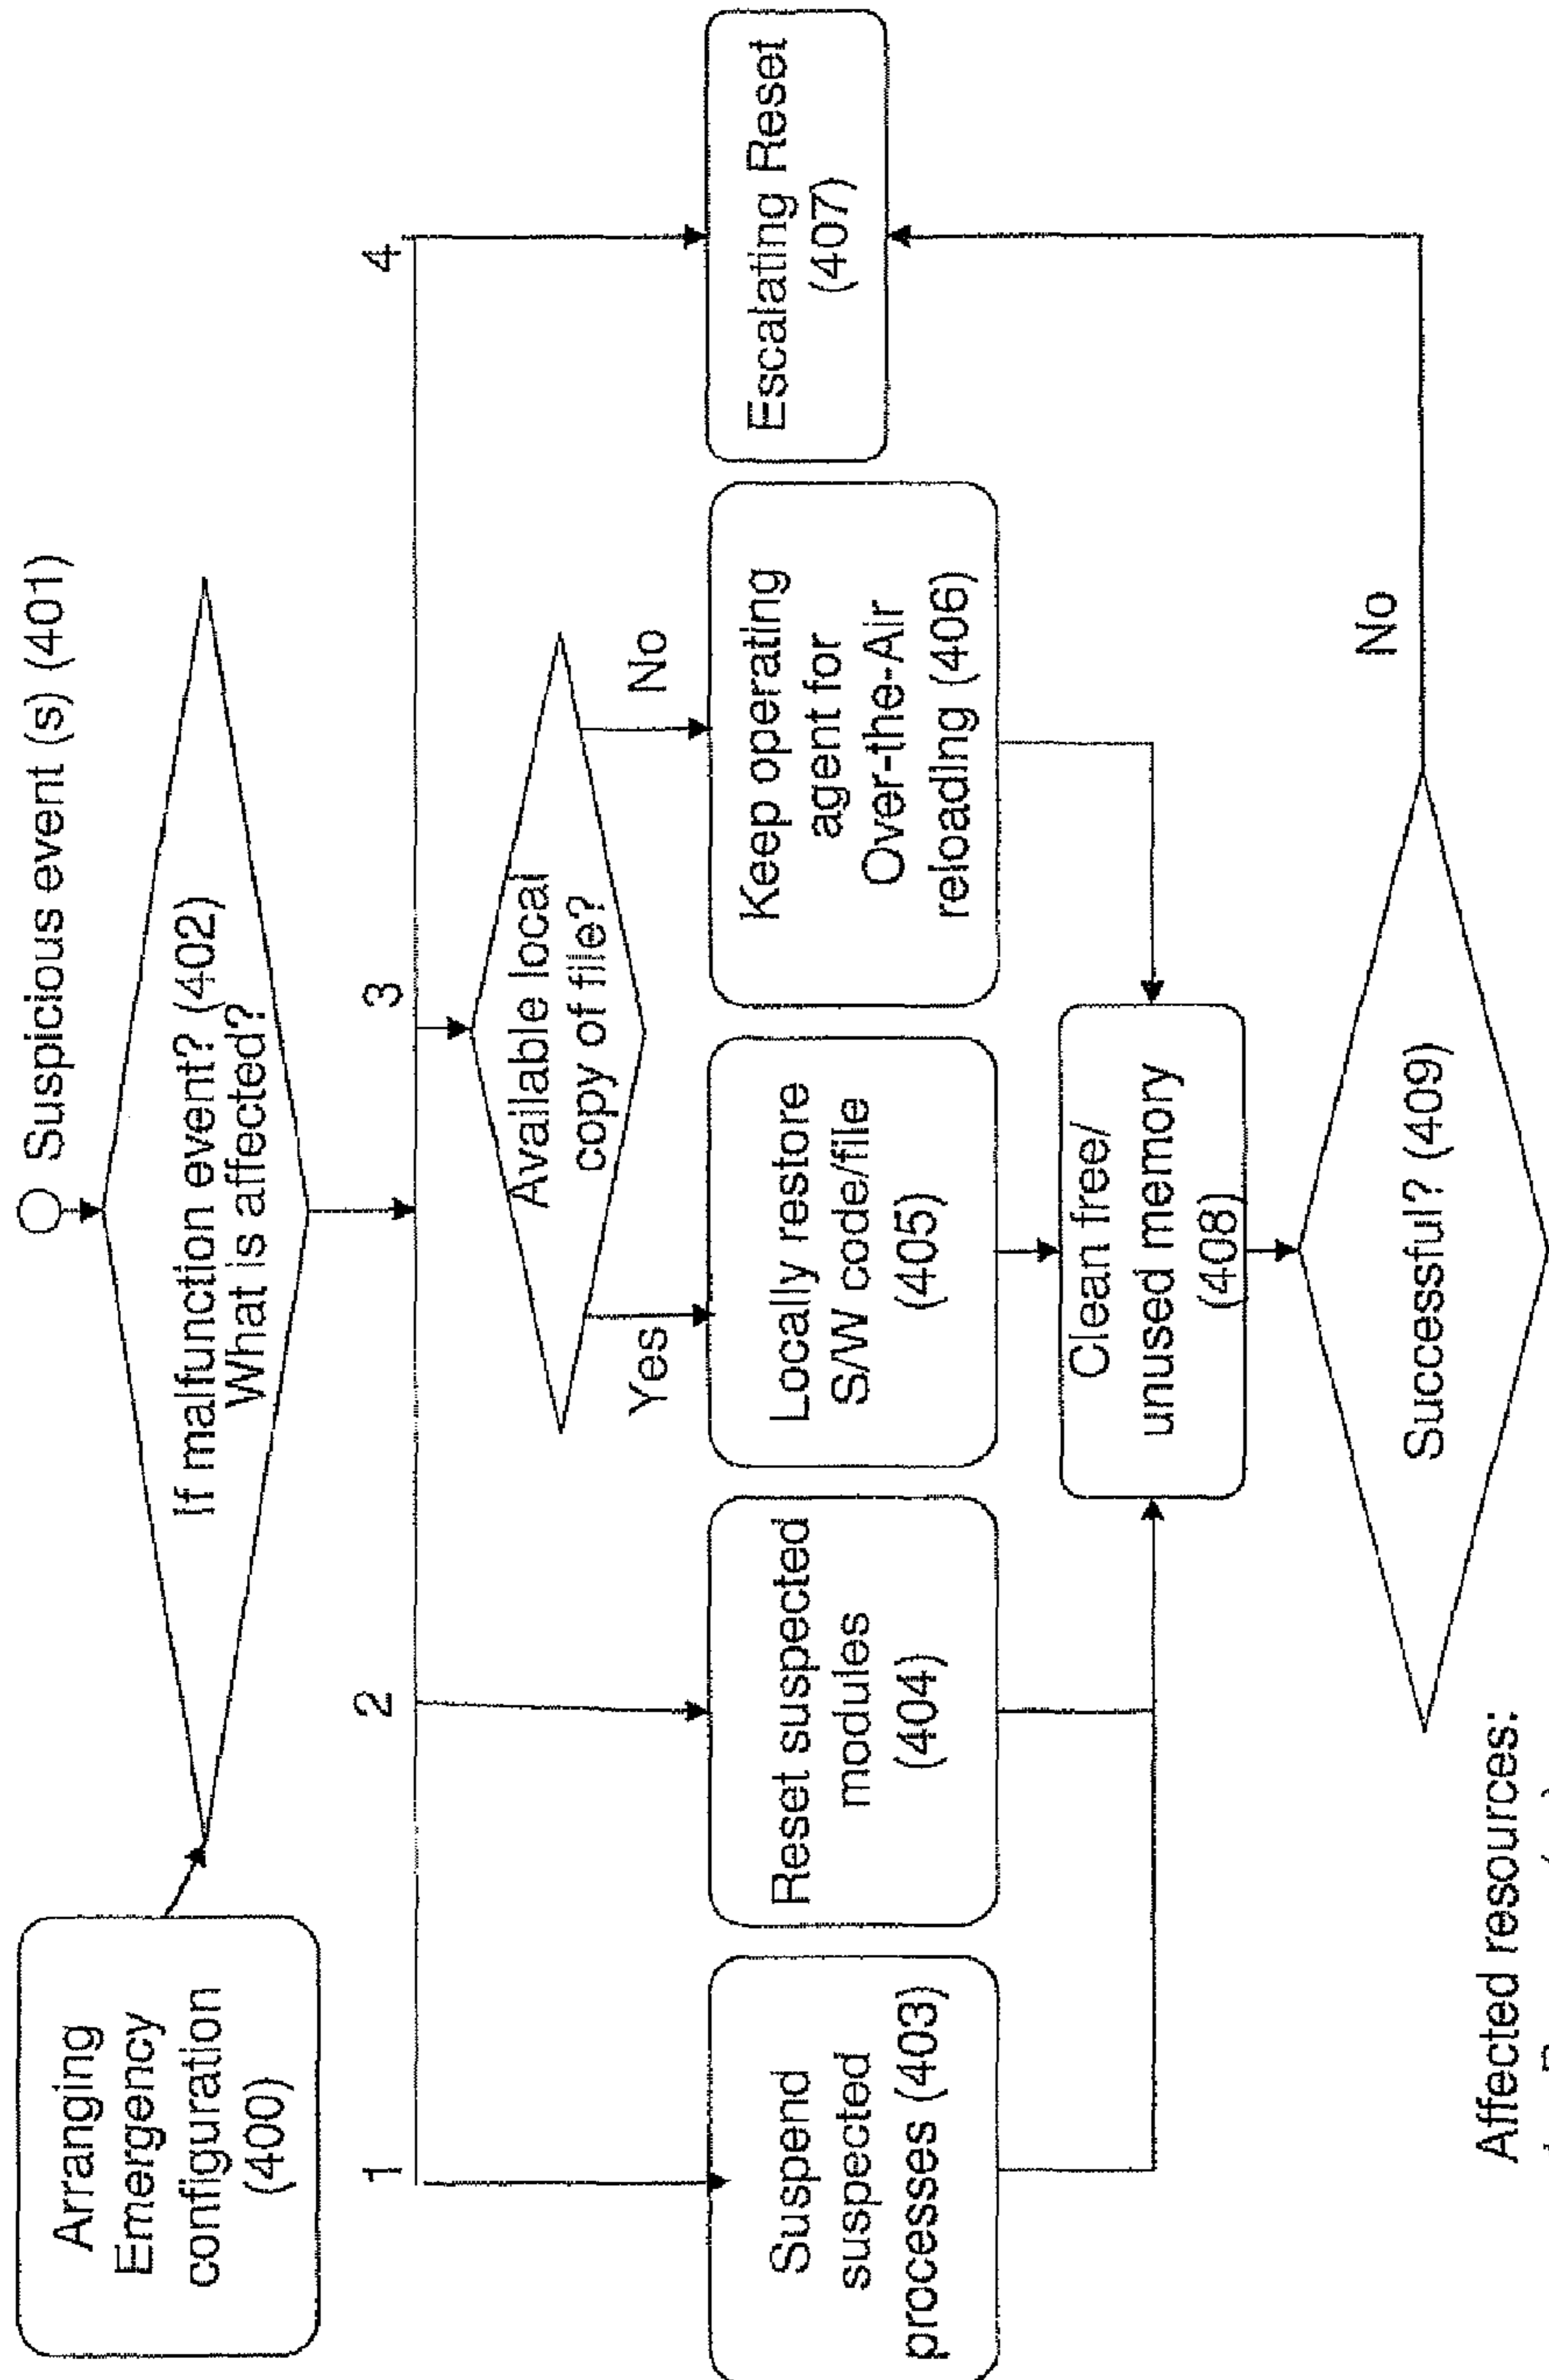 Suspicious event (s) (401)
Arranging
Emergency
configuration
(400)
If malfunction event? (402)
What is affected?
1
2
3
4
Available local
copy of file?
Yes
No
Suspend
suspected
processes (403)
Reset suspected
modules
(404)
Locally restore
S/W code/file
(405)
Keep operating
agent for
Over-the-Air
reloading (406)
Escalating Reset
(407)
Clean free/
unused memory
(408)
Successful? (409)
No
Affected resources: